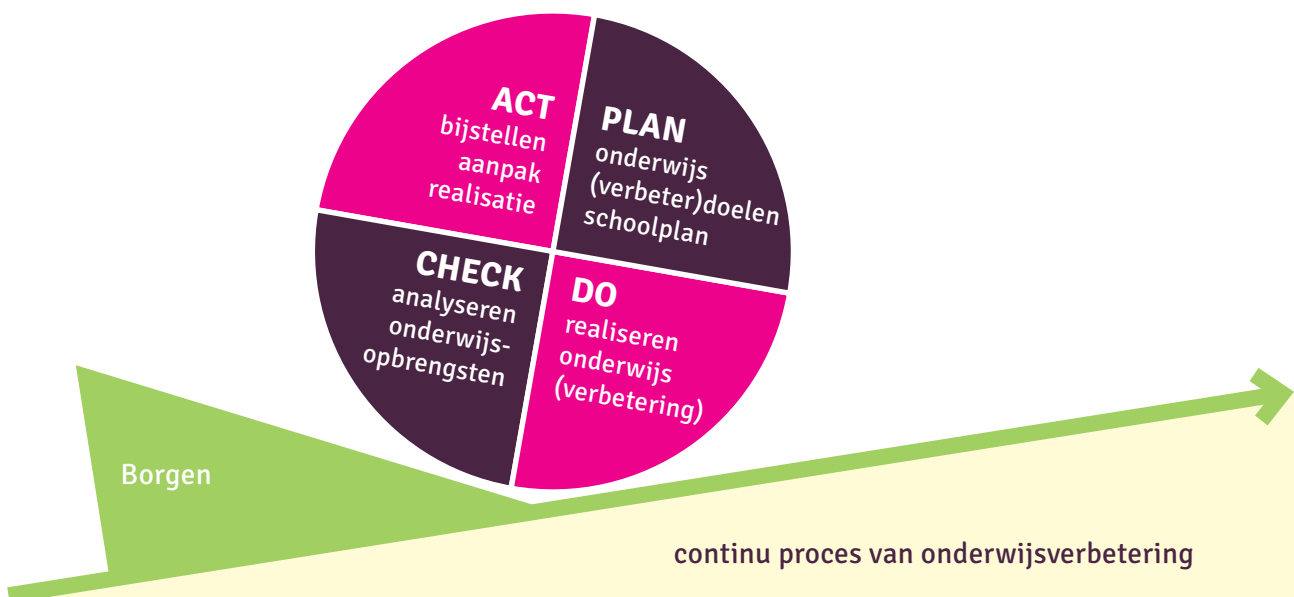 ACT
bijstellen
aanpak
realisatie
PLAN
onderwijs
(verbeter)doelen
schoolplan
CHECK
analyseren
onderwijs-
opbrengsten
DO
realiseren
onderwijs
(verbetering)
Borgen
continu proces van onderwijsverbetering